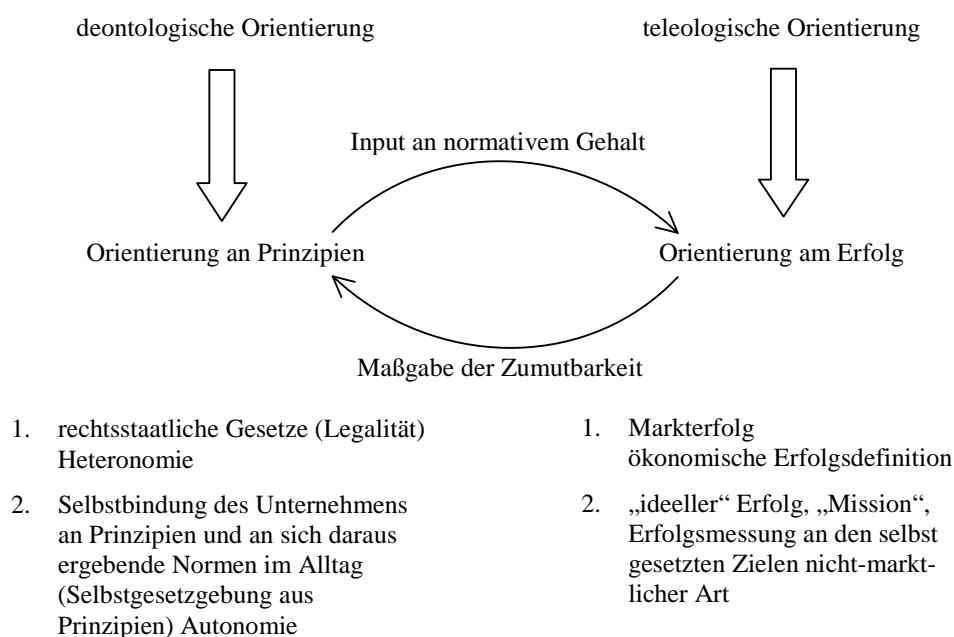 deontologische Orientierung
teleologische Orientierung
Input an normativem Gehalt
Orientierung an Prinzipien
Orientierung am Erfolg
Maßgabe der Zumutbarkeit
1. rechtsstaatliche Gesetze (Legalität)
Heteronomie
2. Selbstbindung des Unternehmens
an Prinzipien und an sich daraus
ergebende Normen im Alltag
(Selbstgesetzgebung aus
Prinzipien) Autonomie
1. Markterfolg
ökonomische Erfolgsdefinition
2. „ideeller“ Erfolg, „Mission“,
Erfolgsmessung an den selbst
gesetzten Zielen nicht-markt-
licher Art